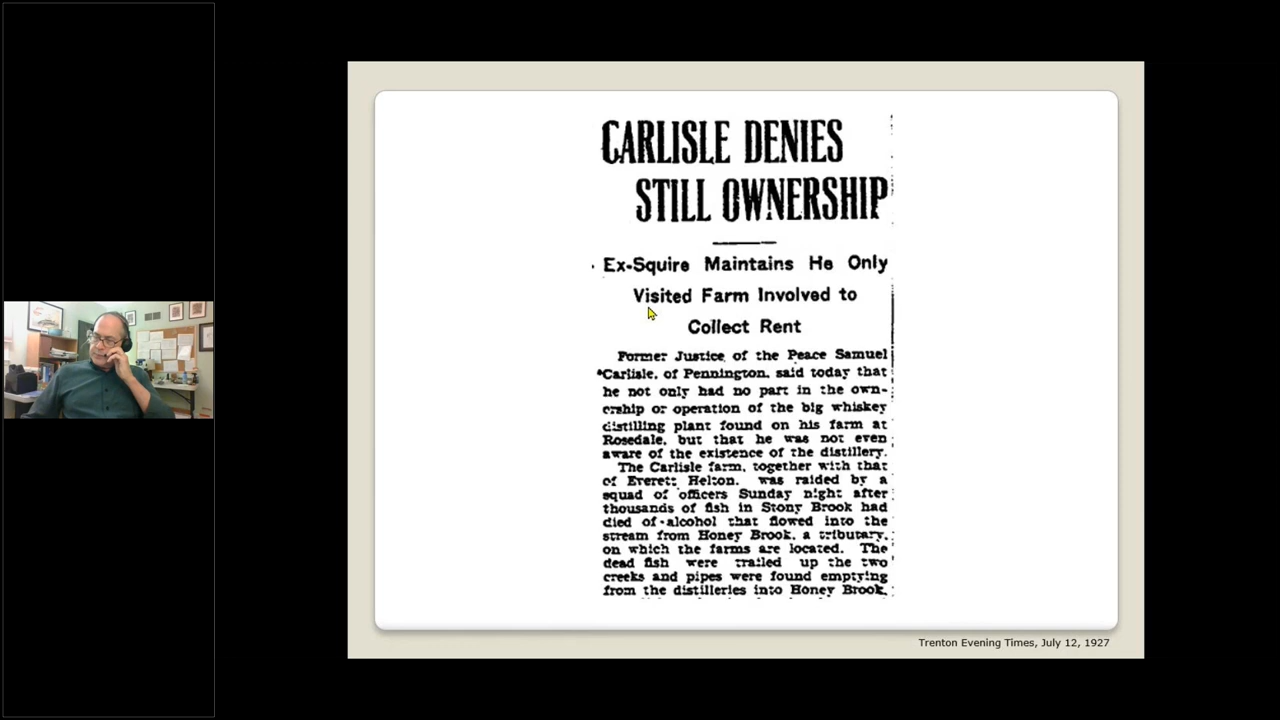 CARLISLE DENIES
STILL OWNERSHIP
Ex-Squire Maintains He Only
Visited Farm Involved to
Collect Rent
Former Justice of the Peace Samuel
Carlisle, of Pennington, said today that
he not only had no part in the own-
ership or operation of the big whiskey
distilling plant found on his farm at
Rosedale, but that he was not even
aware of the existence of the distillery.
The Carlisle farm, together with that
of Everett Helton, was raided by a
squad of officers Sunday night after
thousands of fish in Stony Brook had
died of alcohol that flowed into the
stream from Honey Brook, a tributary,
on which the farms are located. The
dead fish were trailed up the two
creeks and pipes were found emptying
from the distilleries into Honey Brook,
Trenton Evening Times, July 12, 1927